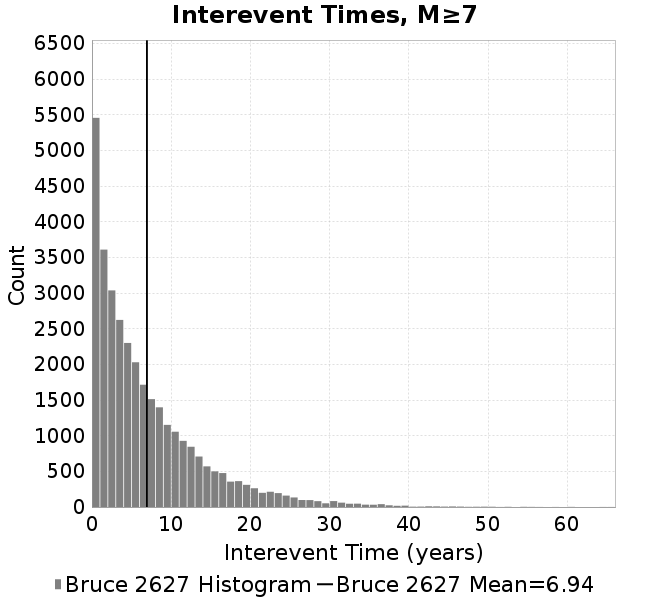 Interevent Times, M≥7
6500
6000
5500
5000
4500
4000
3500
3000
2500
2000
1500
1000
500
0
Count
0 10 20 30 40 50 60
Interevent Time (years)
Bruce 2627 Histogram Bruce 2627 Mean=6.94